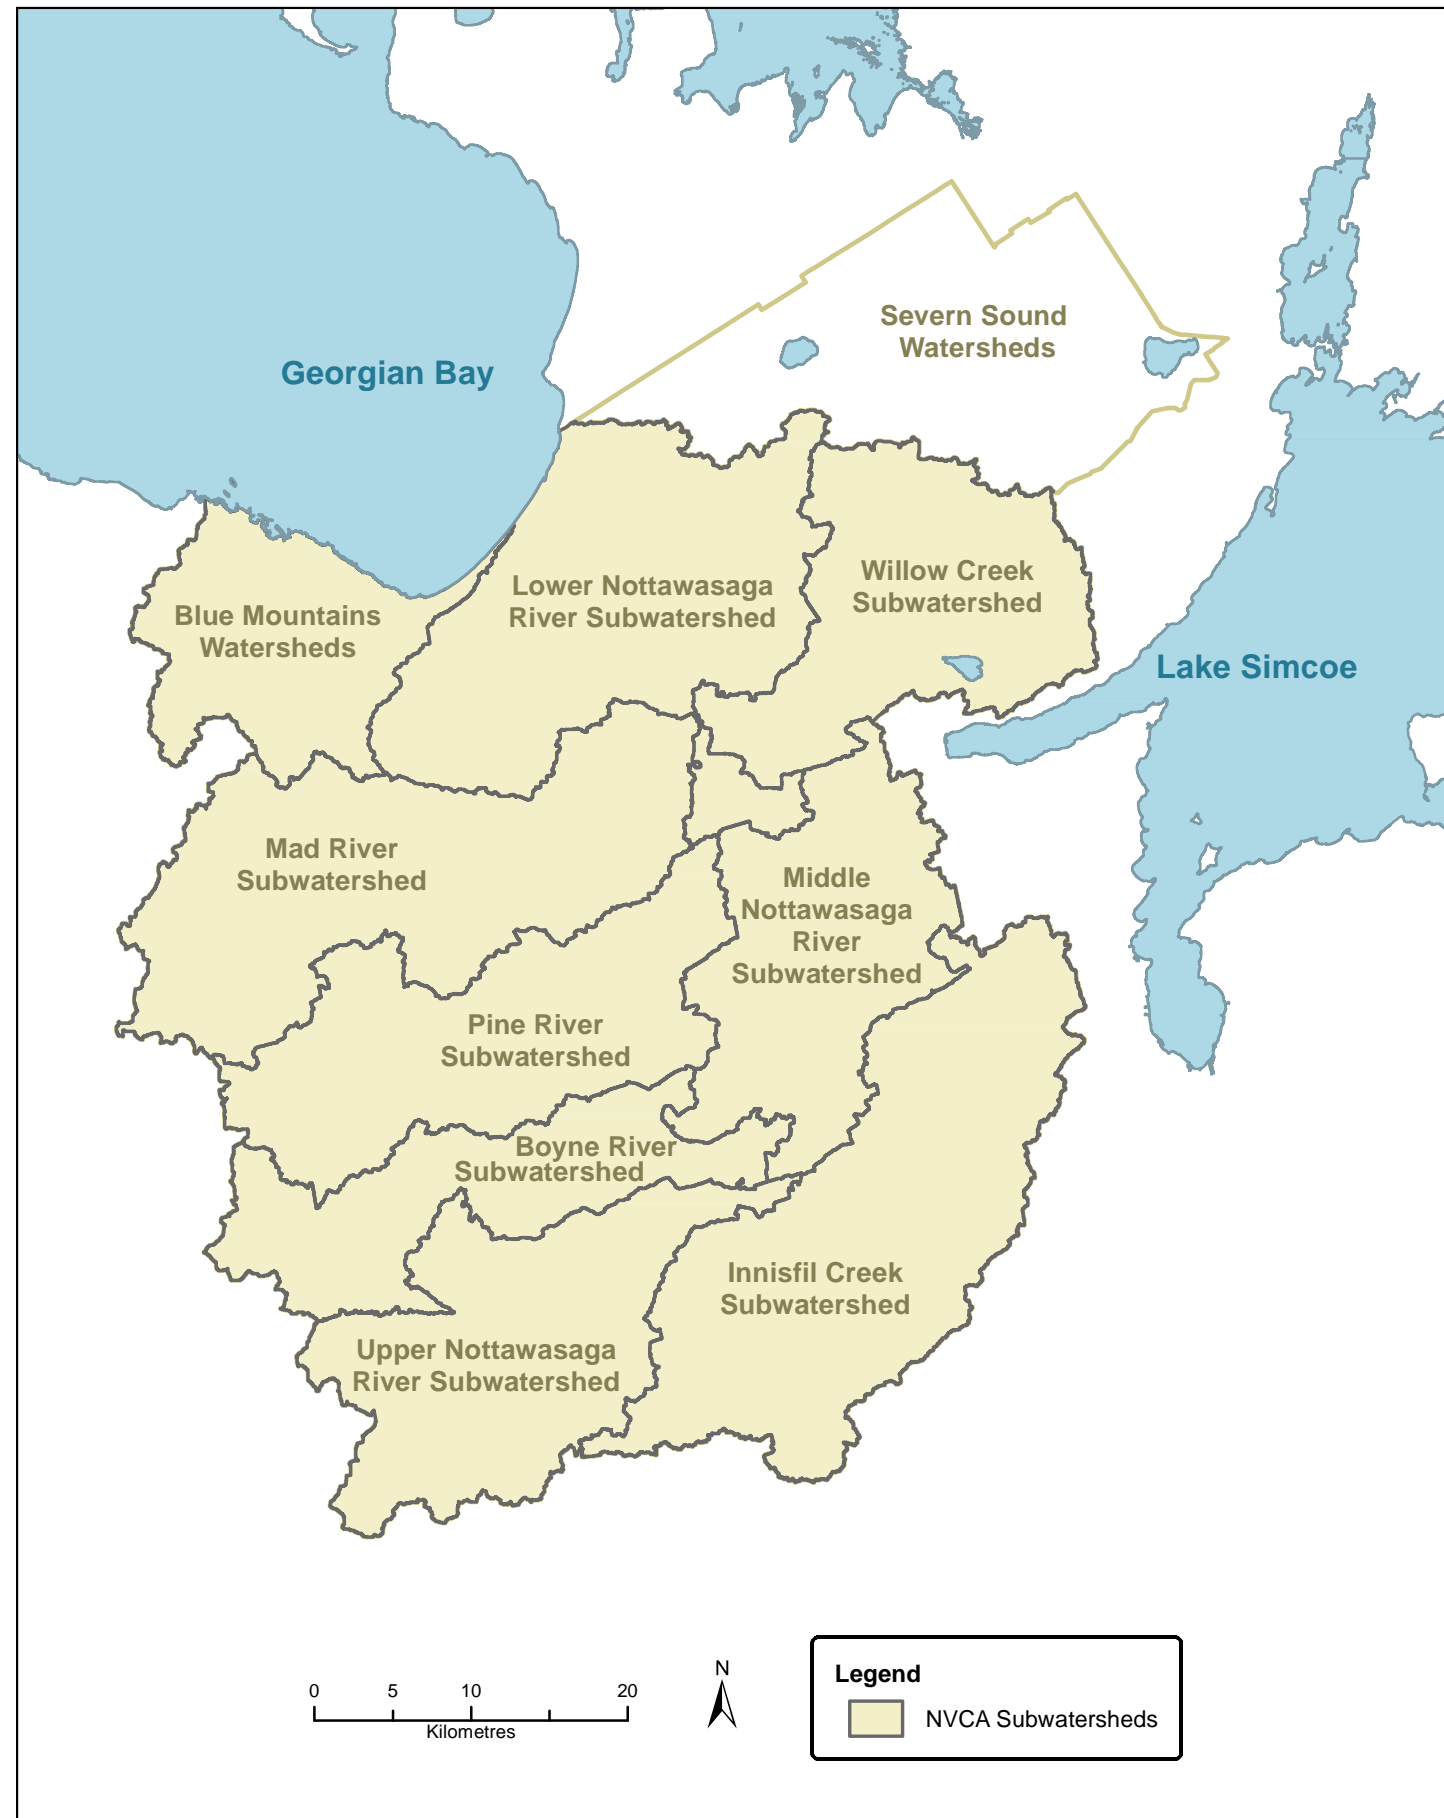 Severn Sound
Watersheds
Georgian Bay
Willow Creek
Subwatershed
Lower Nottawasaga
River Subwatershed
Blue Mountains
Watersheds
Lake Simcoe
Mad River
Subwatershed
Middle
Nottawasaga
River
Subwatershed
Pine River
Subwatershed
Boyne River
Subwatershed
Innisfil Creek
Subwatershed
Upper Nottawasaga
River Subwatershed
0 5 10 20
Kilometres
N
Legend
NVCA Subwatersheds